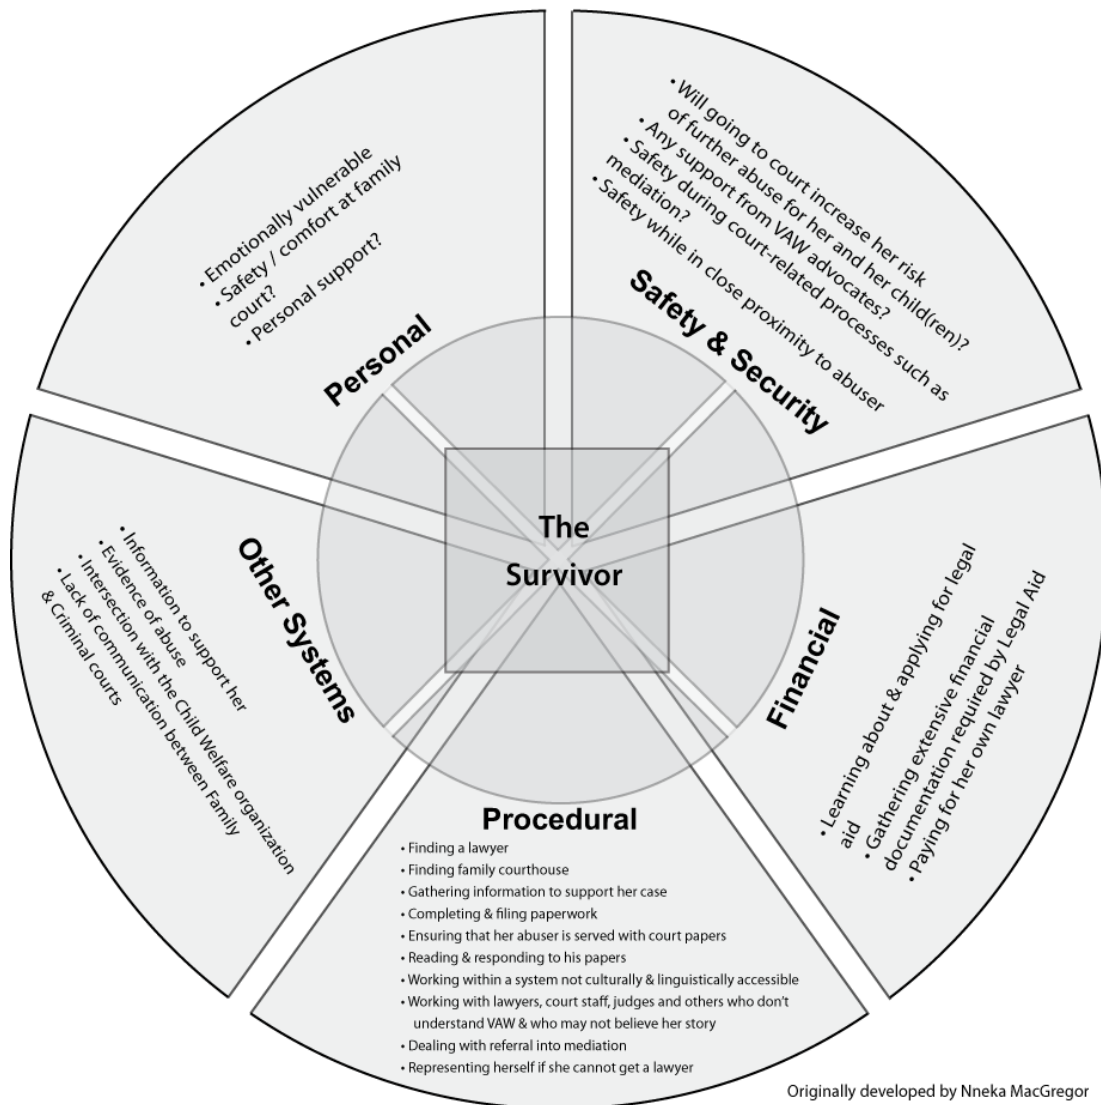 Personal
• Emotionally vulnerable
• Safety / comfort at family
court?
• Personal support?
Safety & Security
• Will going to court increase her risk
of further abuse for her and her child(ren)?
• Any support from VAW advocates?
• Safety during court-related processes such as
mediation?
• Safety while in close proximity to abuser
The
Survivor
Other Systems
• Information to support her
• Evidence of abuse
• Intersection with the Child Welfare organization
• Lack of communication between Family
& Criminal courts
Financial
• Learning about & applying for legal
aid
• Gathering extensive financial
documentation required by Legal Aid
• Paying for her own lawyer
Procedural
• Finding a lawyer
• Finding family courthouse
• Gathering information to support her case
• Completing & filing paperwork
• Ensuring that her abuser is served with court papers
• Reading & responding to his papers
• Working within a system not culturally & linguistically accessible
• Working with lawyers, court staff, judges and others who don't
understand VAW & who may not believe her story
• Dealing with referral into mediation
• Representing herself if she cannot get a lawyer
Originally developed by Nneka MacGregor